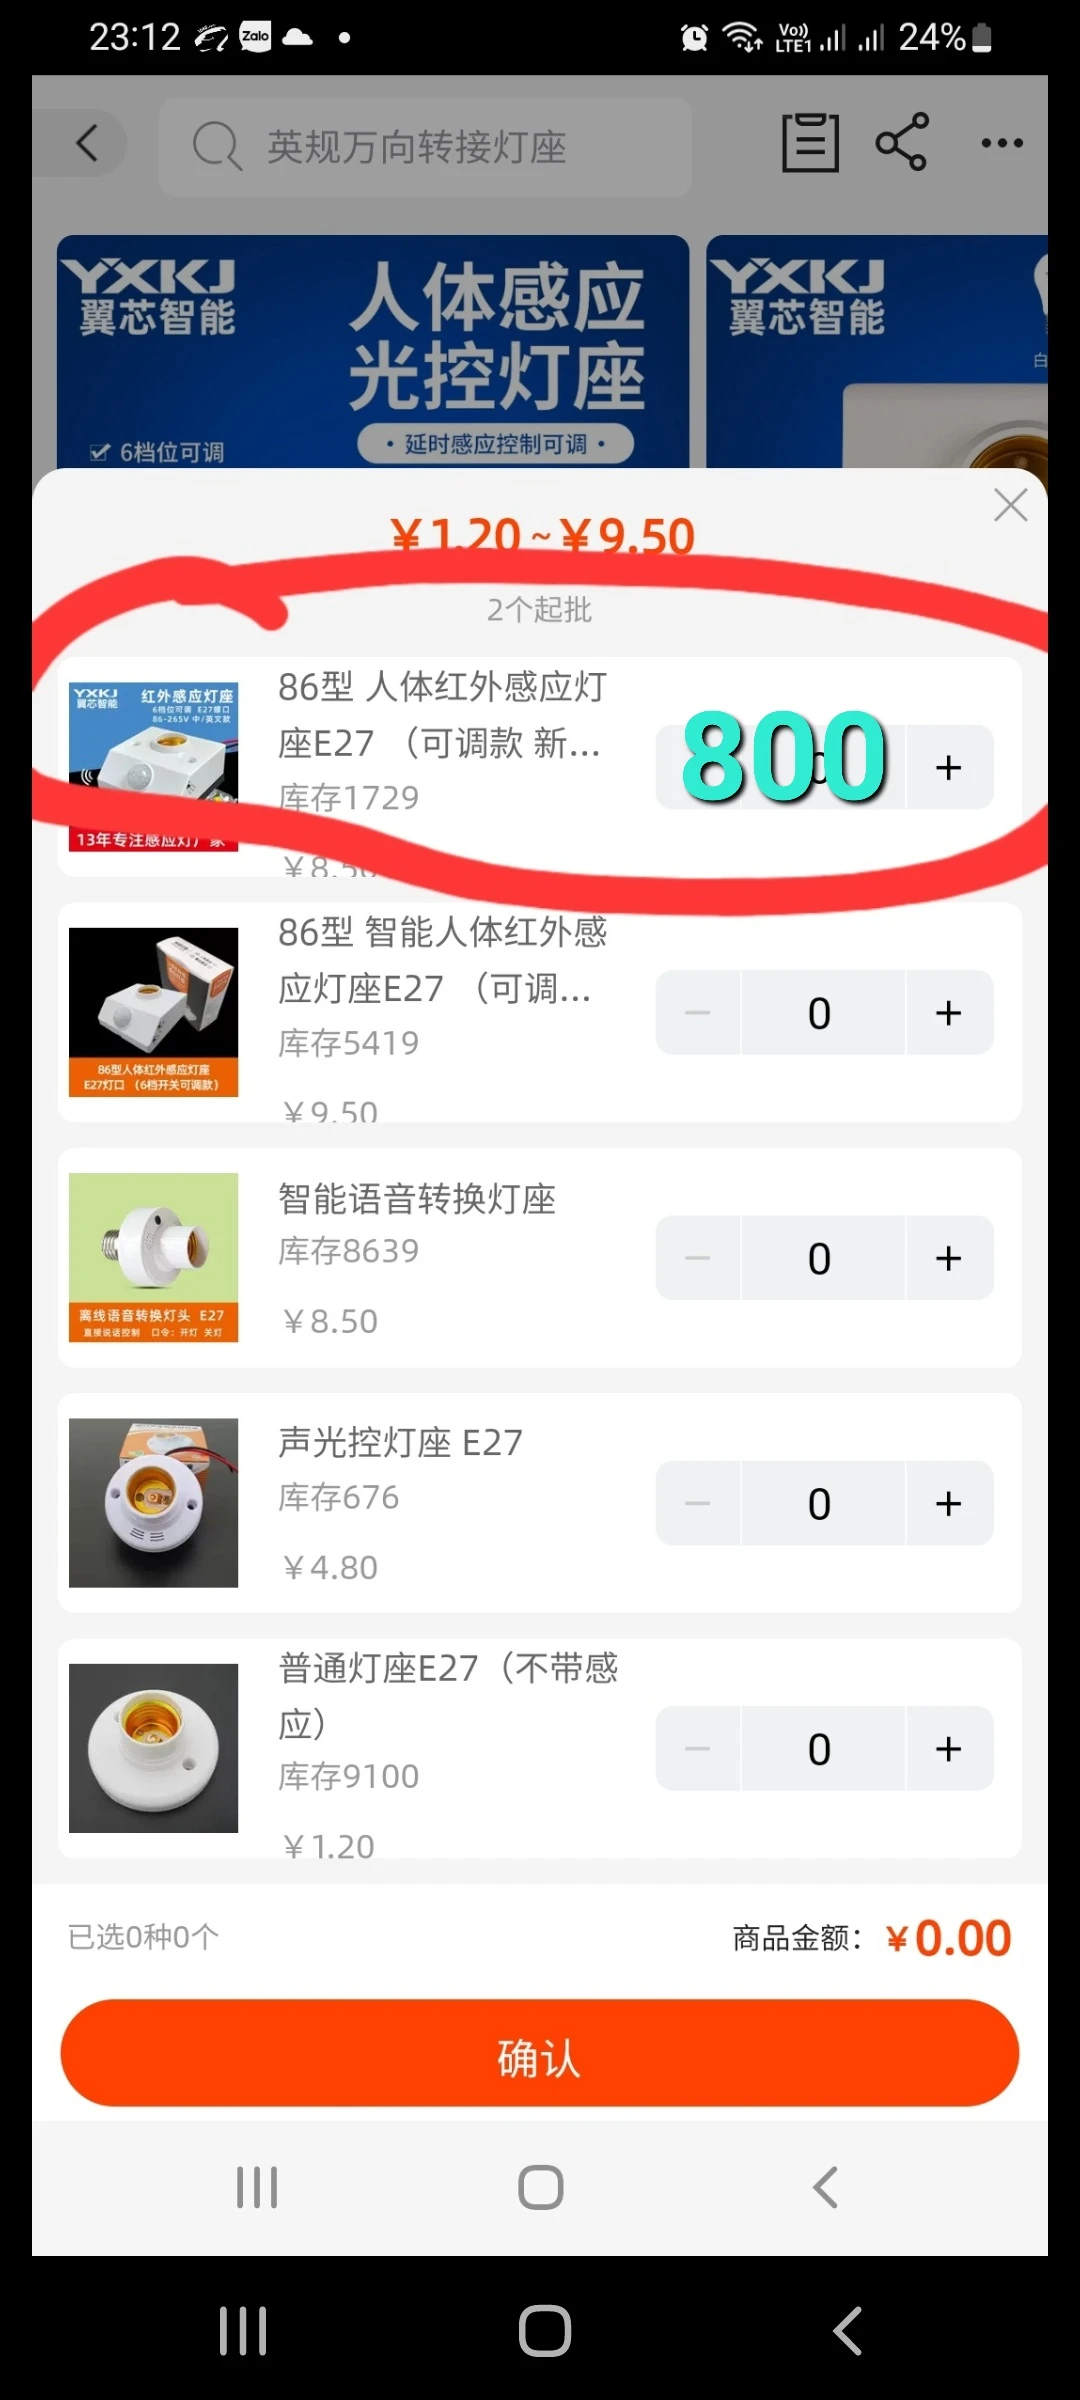 23:12
Zalo
Vo))
LTE1
24%
英规万向转接灯座
YXKJ
翼芯智能
人体感应
光控灯座
• 延时感应控制可调 •
6档位可调
YXKJ
翼芯智能
白
¥1.20~¥9.50
2个起批
YXKJ
翼芯智能
红外感应灯座
6档位可调 E27螺口
86-265V 中/英文款
13年专注感应灯厂家
86型 人体红外感应灯
座E27 （可调款 新...
库存1729
¥8.50
800
+
86型 智能人体红外感
应灯座E27 （可调...
库存5419
¥9.50
— 0 +
86型人体红外感应灯座
E27灯口 （6档开关可调款）
智能语音转换灯座
库存8639
¥8.50
— 0 +
离线语音转换灯头 E27
直接说话控制 口令：开灯 关灯
声光控灯座 E27
库存676
¥4.80
— 0 +
普通灯座E27（不带感
应）
库存9100
¥1.20
— 0 +
已选0种0个
商品金额： ¥0.00
确认